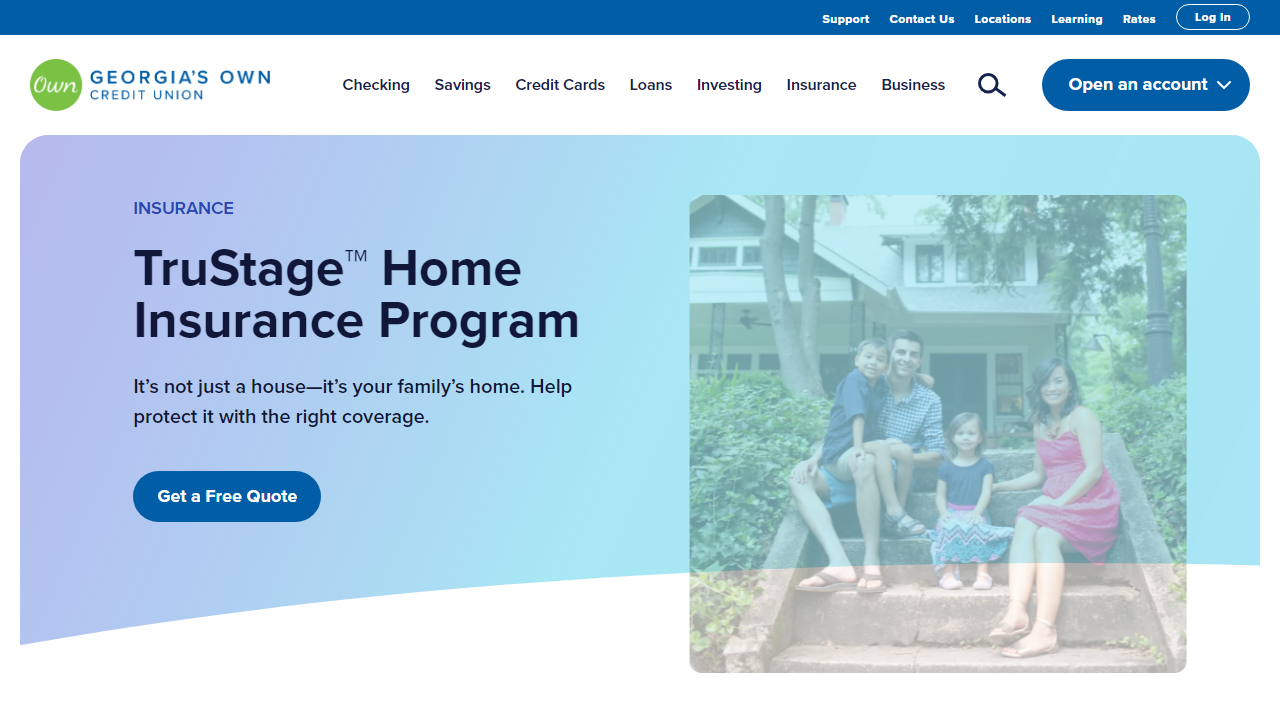 Support Contact Us Locations Learning Rates Log In
Own GEORGIA'S OWN
CREDIT UNION
Checking Savings Credit Cards Loans Investing Insurance Business Open an account
INSURANCE
TruStage™ Home
Insurance Program
It’s not just a house—it’s your family’s home. Help
protect it with the right coverage.
Get a Free Quote